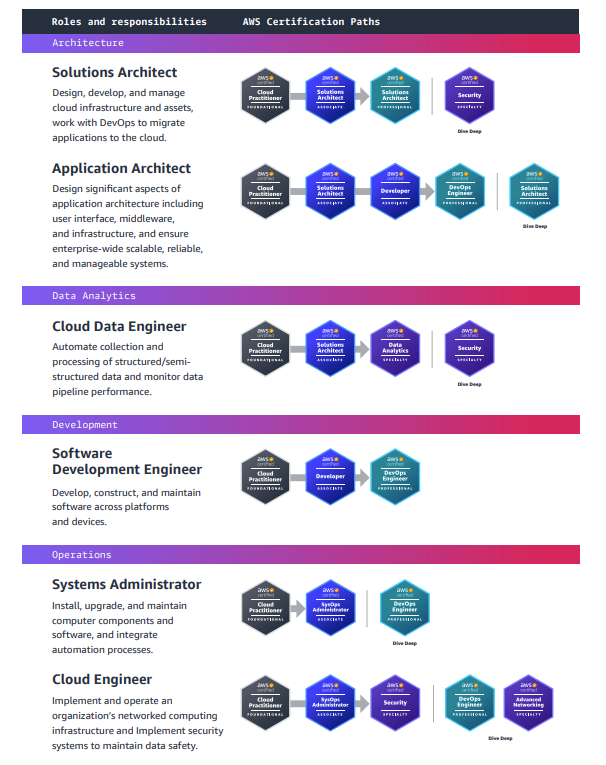 Roles and responsibilities AWS Certification Paths
Architecture
Solutions Architect
Design, develop, and manage
cloud infrastructure and assets,
work with DevOps to migrate
applications to the cloud.
aws certified Cloud Practitioner FOUNDATIONAL
aws certified Solutions Architect ASSOCIATE
aws certified Solutions Architect PROFESSIONAL
aws certified Security SPECIALTY
Dive Deep
Application Architect
Design significant aspects of
application architecture including
user interface, middleware,
and infrastructure, and ensure
enterprise-wide scalable, reliable,
and manageable systems.
aws certified Cloud Practitioner FOUNDATIONAL
aws certified Solutions Architect ASSOCIATE
aws certified Developer ASSOCIATE
aws certified DevOps Engineer PROFESSIONAL
aws certified Solutions Architect PROFESSIONAL
Dive Deep
Data Analytics
Cloud Data Engineer
Automate collection and
processing of structured/semi-
structured data and monitor data
pipeline performance.
aws certified Cloud Practitioner FOUNDATIONAL
aws certified Solutions Architect ASSOCIATE
aws certified Data Analytics SPECIALTY
aws certified Security SPECIALTY
Dive Deep
Development
Software
Development Engineer
Develop, construct, and maintain
software across platforms
and devices.
aws certified Cloud Practitioner FOUNDATIONAL
aws certified Developer ASSOCIATE
aws certified DevOps Engineer PROFESSIONAL
Operations
Systems Administrator
Install, upgrade, and maintain
computer components and
software, and integrate
automation processes.
aws certified Cloud Practitioner FOUNDATIONAL
aws certified SysOps Administrator ASSOCIATE
aws certified DevOps Engineer PROFESSIONAL
Dive Deep
Cloud Engineer
Implement and operate an
organization's networked computing
infrastructure and Implement security
systems to maintain data safety.
aws certified Cloud Practitioner FOUNDATIONAL
aws certified SysOps Administrator ASSOCIATE
aws certified Security SPECIALTY
aws certified DevOps Engineer PROFESSIONAL
aws certified Advanced Networking SPECIALTY
Dive Deep